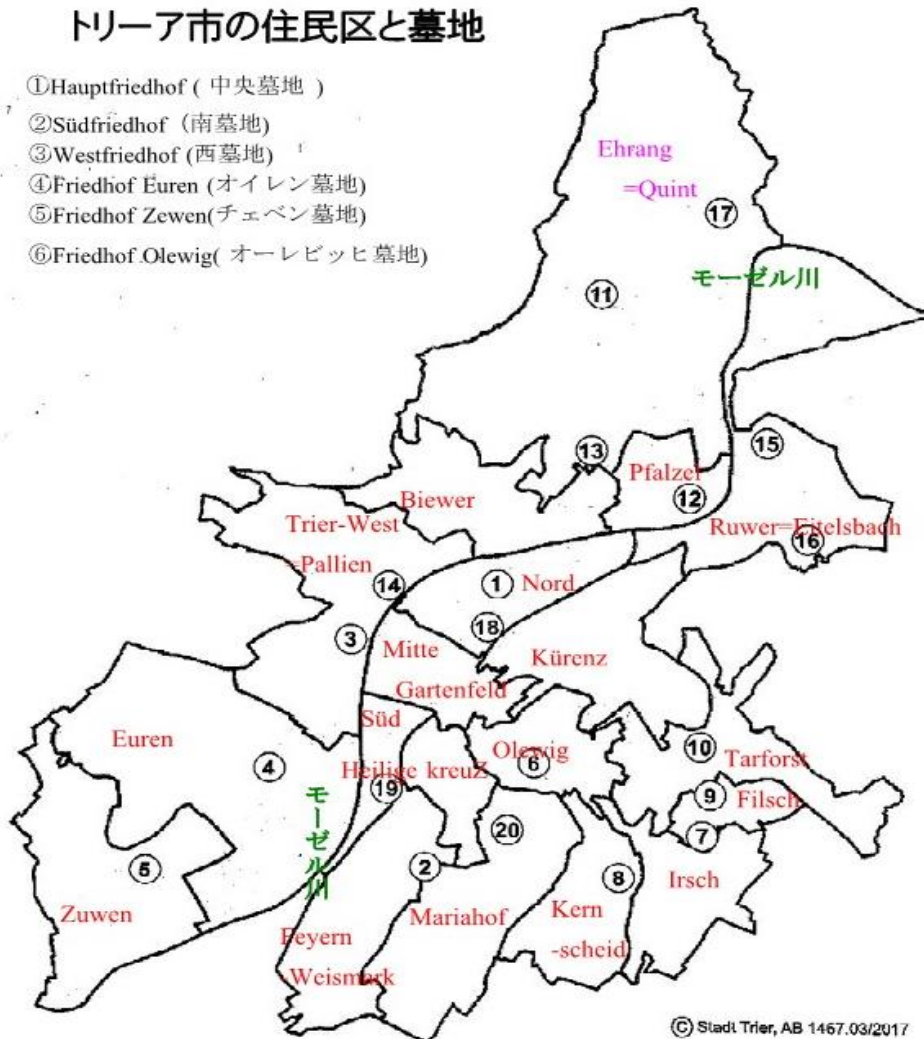 トリーア市の住民区と墓地
①Hauptfriedhof ( 中央墓地 )
②Südfriedhof (南墓地)
③Westfriedhof (西墓地)
④Friedhof Euren (オイレン墓地)
⑤Friedhof Zewen(チェベン墓地)
⑥Friedhof Olewig( オーレビッヒ墓地)
Ehrang
=Quint
⑰
モーゼル川
⑪
⑬
Pfalzel
⑫
⑮
Ruwer=Eitelsbach
⑯
Biewer
Trier-West
=Pallien
⑭
①
Nord
③
⑱
Mitte
Gartenfeld
Kürenz
Süd
Euren
④
Heilige kreuZ
⑲
Olewig
⑥
⑩
Tarforst
⑨
Filsch
⑦
モーゼル川
⑳
②
⑤
Zuwen
⑧
Irsch
Mariahof
Kern
-scheid
Feyern
-Weismark
© Stadt Trier, AB 1467.03/2017